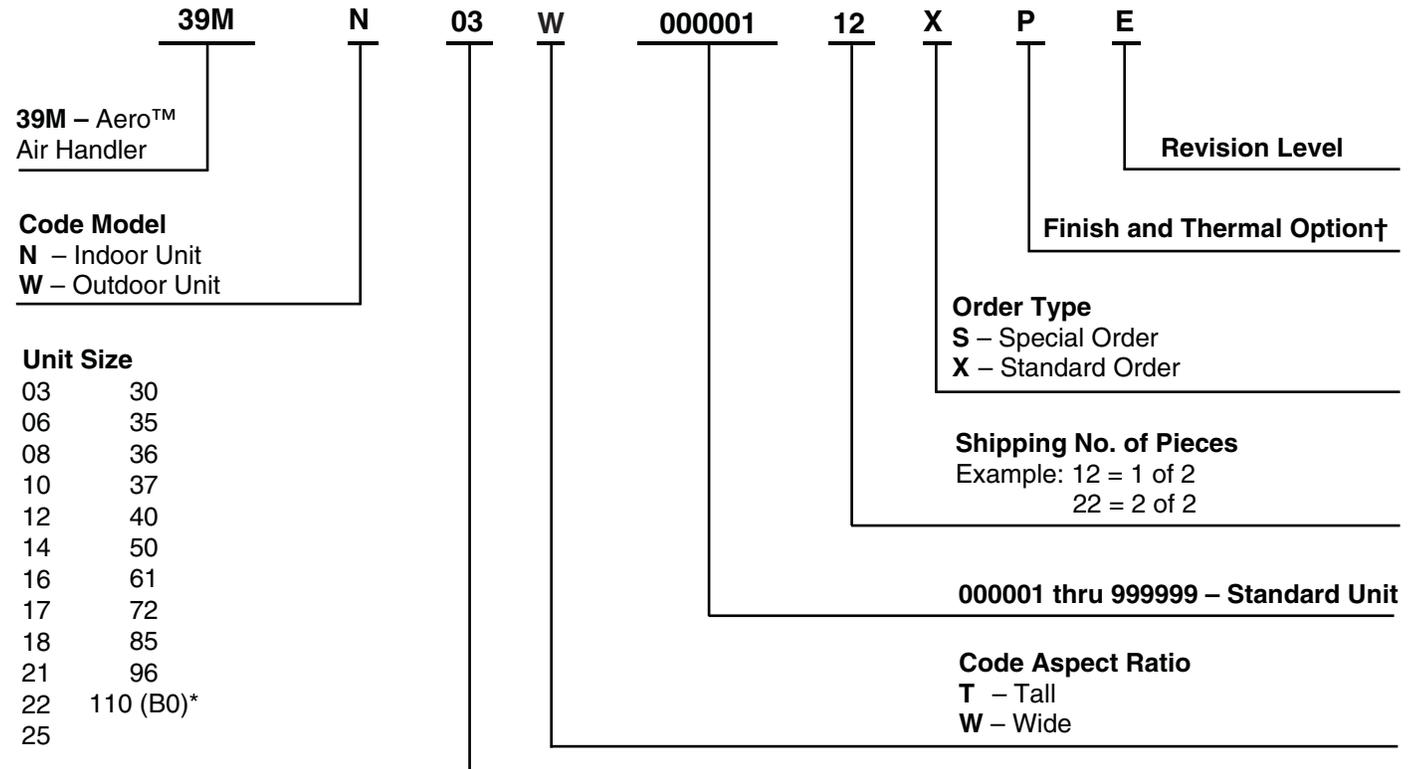 39M N 03 W 000001 12 X P E
39M – Aero™
Air Handler
Revision Level
Code Model
N – Indoor Unit
W – Outdoor Unit
Finish and Thermal Option†
Order Type
S – Special Order
X – Standard Order
Unit Size
03 30
06 35
08 36
10 37
12 40
14 50
16 61
17 72
18 85
21 96
22 110 (B0)*
25
Shipping No. of Pieces
Example: 12 = 1 of 2
22 = 2 of 2
000001 thru 999999 – Standard Unit
Code Aspect Ratio
T – Tall
W – Wide